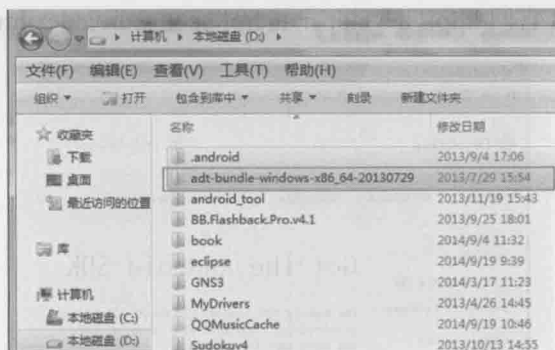 计算机 ▸ 本地磁盘 (D:) ▸
文件(F) 编辑(E) 查看(V) 工具(T) 帮助(H)
组织 打开 包含到库中 共享 刻录 新建文件夹
名称 修改日期
收藏夹
下载
桌面
最近访问的位置
库
计算机
本地磁盘 (C:)
本地磁盘 (D:)
.android 2013/9/4 17:06
adt-bundle-windows-x86_64-20130729 2013/7/29 15:54
android_tool 2013/11/19 15:43
BB.Flashback.Pro.v4.1 2013/9/25 18:01
book 2014/9/4 11:32
eclipse 2014/9/19 9:39
GNS3 2014/3/17 11:23
MyDrivers 2013/4/26 14:45
QQMusicCache 2014/9/19 10:46
Sudokuv4 2013/10/13 14:55